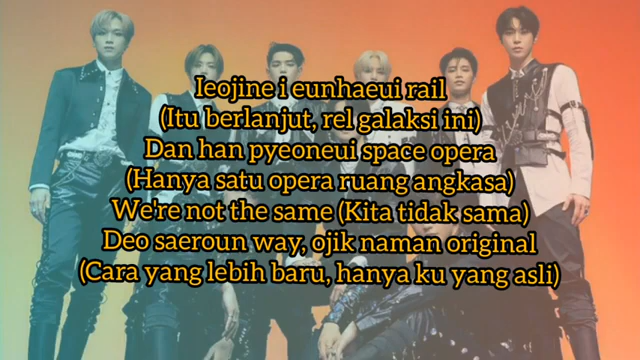 Ieojine i eunhaeui rail
(Itu berlanjut, rel galaksi ini)
Dan han pyeoneui space opera
(Hanya satu opera ruang angkasa)
We're not the same (Kita tidak sama)
Deo saeroun way, ojik naman original
(Cara yang lebih baru, hanya ku yang asli)